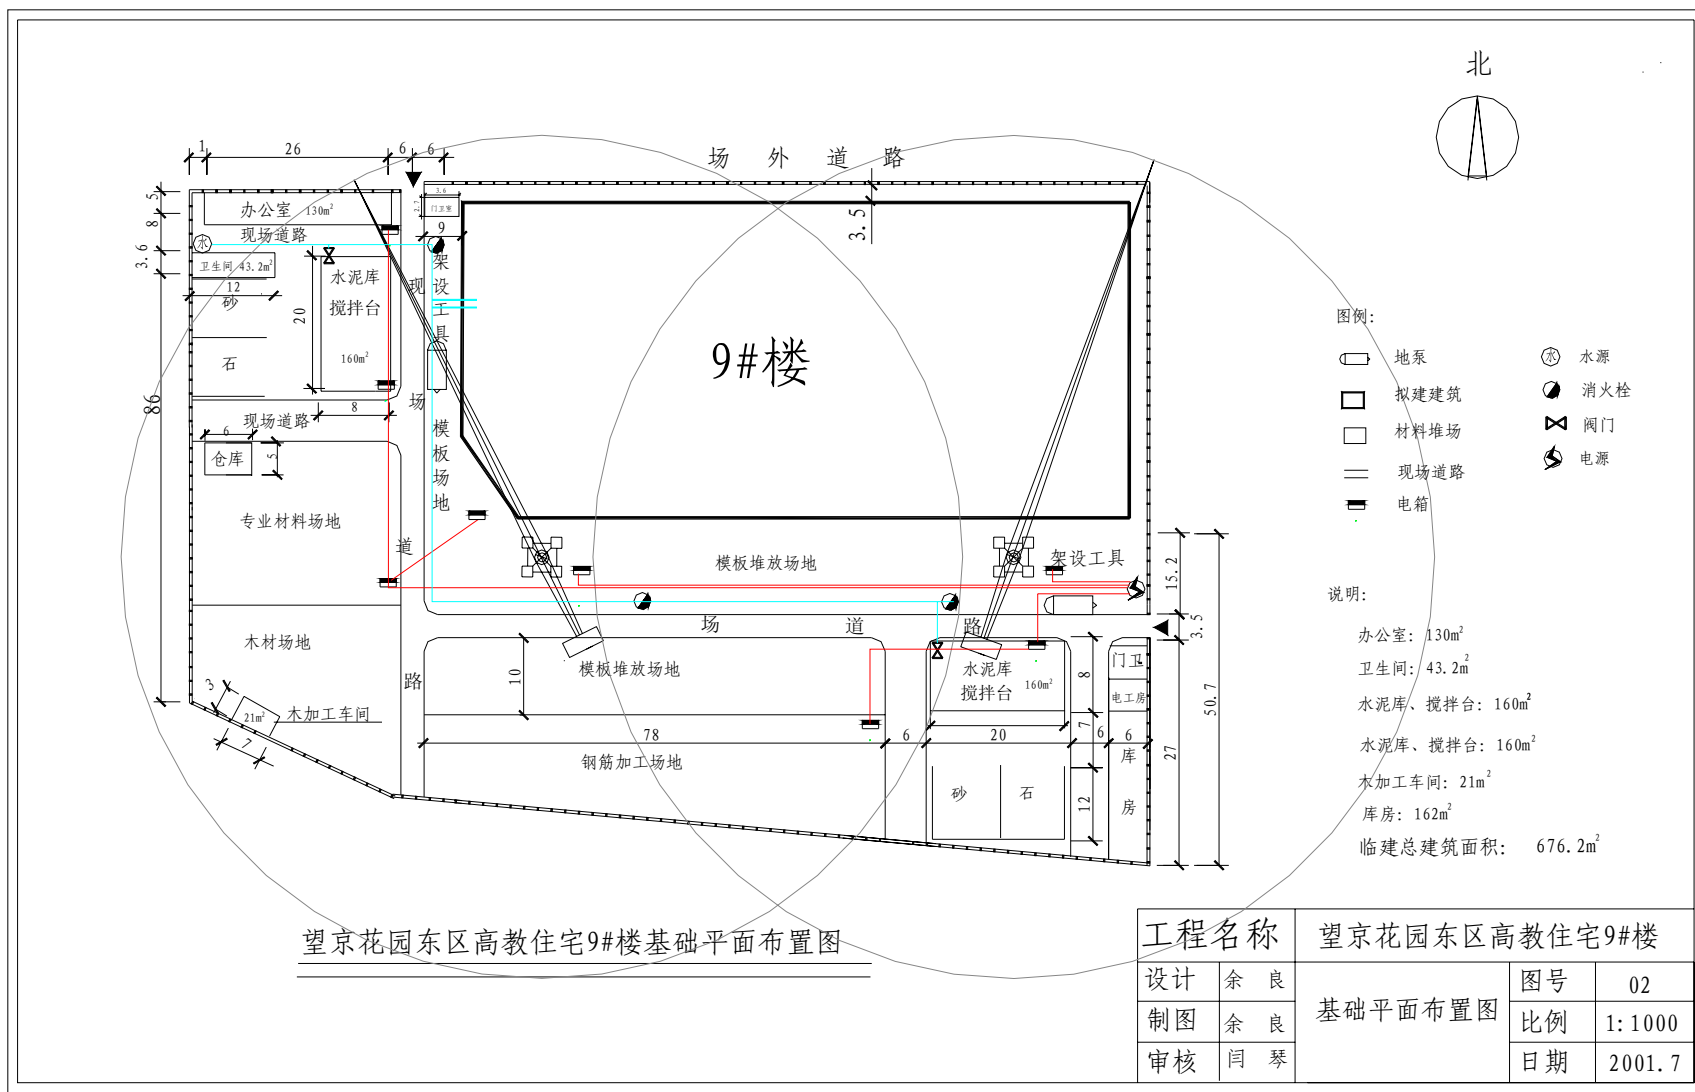 北
场外道路
1
26
6
6
5
8
3.6
86
办公室 130m²
现场道路
水
卫生间 43.2m²
12
砂
石
20
水泥库
搅拌台
160m²
8
现场道路
6
仓库
5
专业材料场地
木材场地
3
21m²
木加工车间
7
3.6
2.7
门卫室
9
3.5
架设工具
现场道路
模板场地
9#楼
模板堆放场地
架设工具
15.2
3.5
50.7
27
场道路
模板堆放场地
10
78
钢筋加工场地
6
20
6
6
水泥库
搅拌台 160m²
8
7
12
砂
石
门卫
电工房
库房
图例:
地泵
拟建建筑
材料堆场
现场道路
电箱
水 水源
消火栓
阀门
电源
说明:
办公室: 130m²
卫生间: 43.2m²
水泥库、搅拌台: 160m²
水泥库、搅拌台: 160m²
木加工车间: 21m²
库房: 162m²
临建总建筑面积: 676.2m²
望京花园东区高教住宅9#楼基础平面布置图
工程名称 望京花园东区高教住宅9#楼
设计 余良
制图 余良
审核 闫琴
基础平面布置图
图号 02
比例 1:1000
日期 2001.7